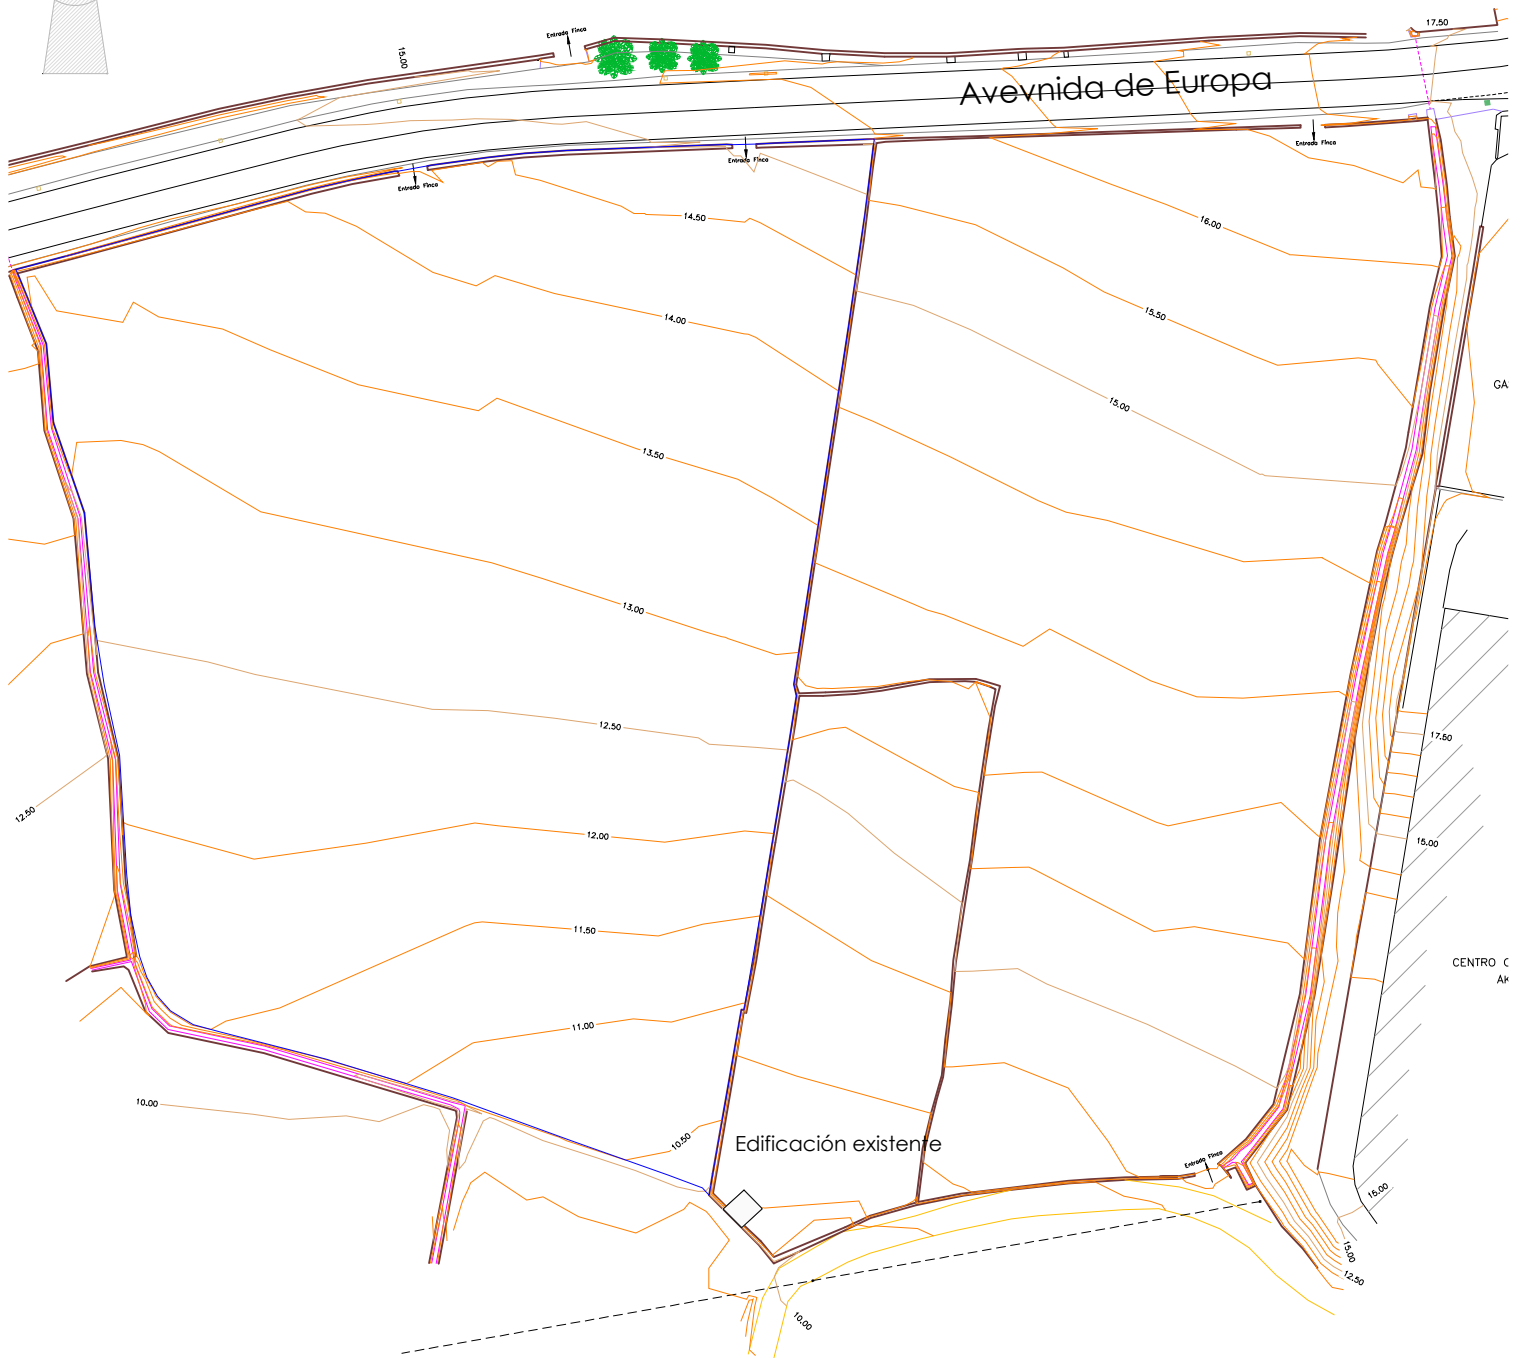 17.50
Entrada Finca
15.00
Avevnida de Europa
Entrada Finca
Entrada Finca
Entrada Finca
14.50
16.00
15.50
14.00
GA
15.00
13.50
13.00
12.50
17.50
12.50
12.00
15.00
11.50
CENTRO C
AK
11.00
10.00
10.50
Edificación existente
Entrada Finca
15.00
15.00
12.50
10.00